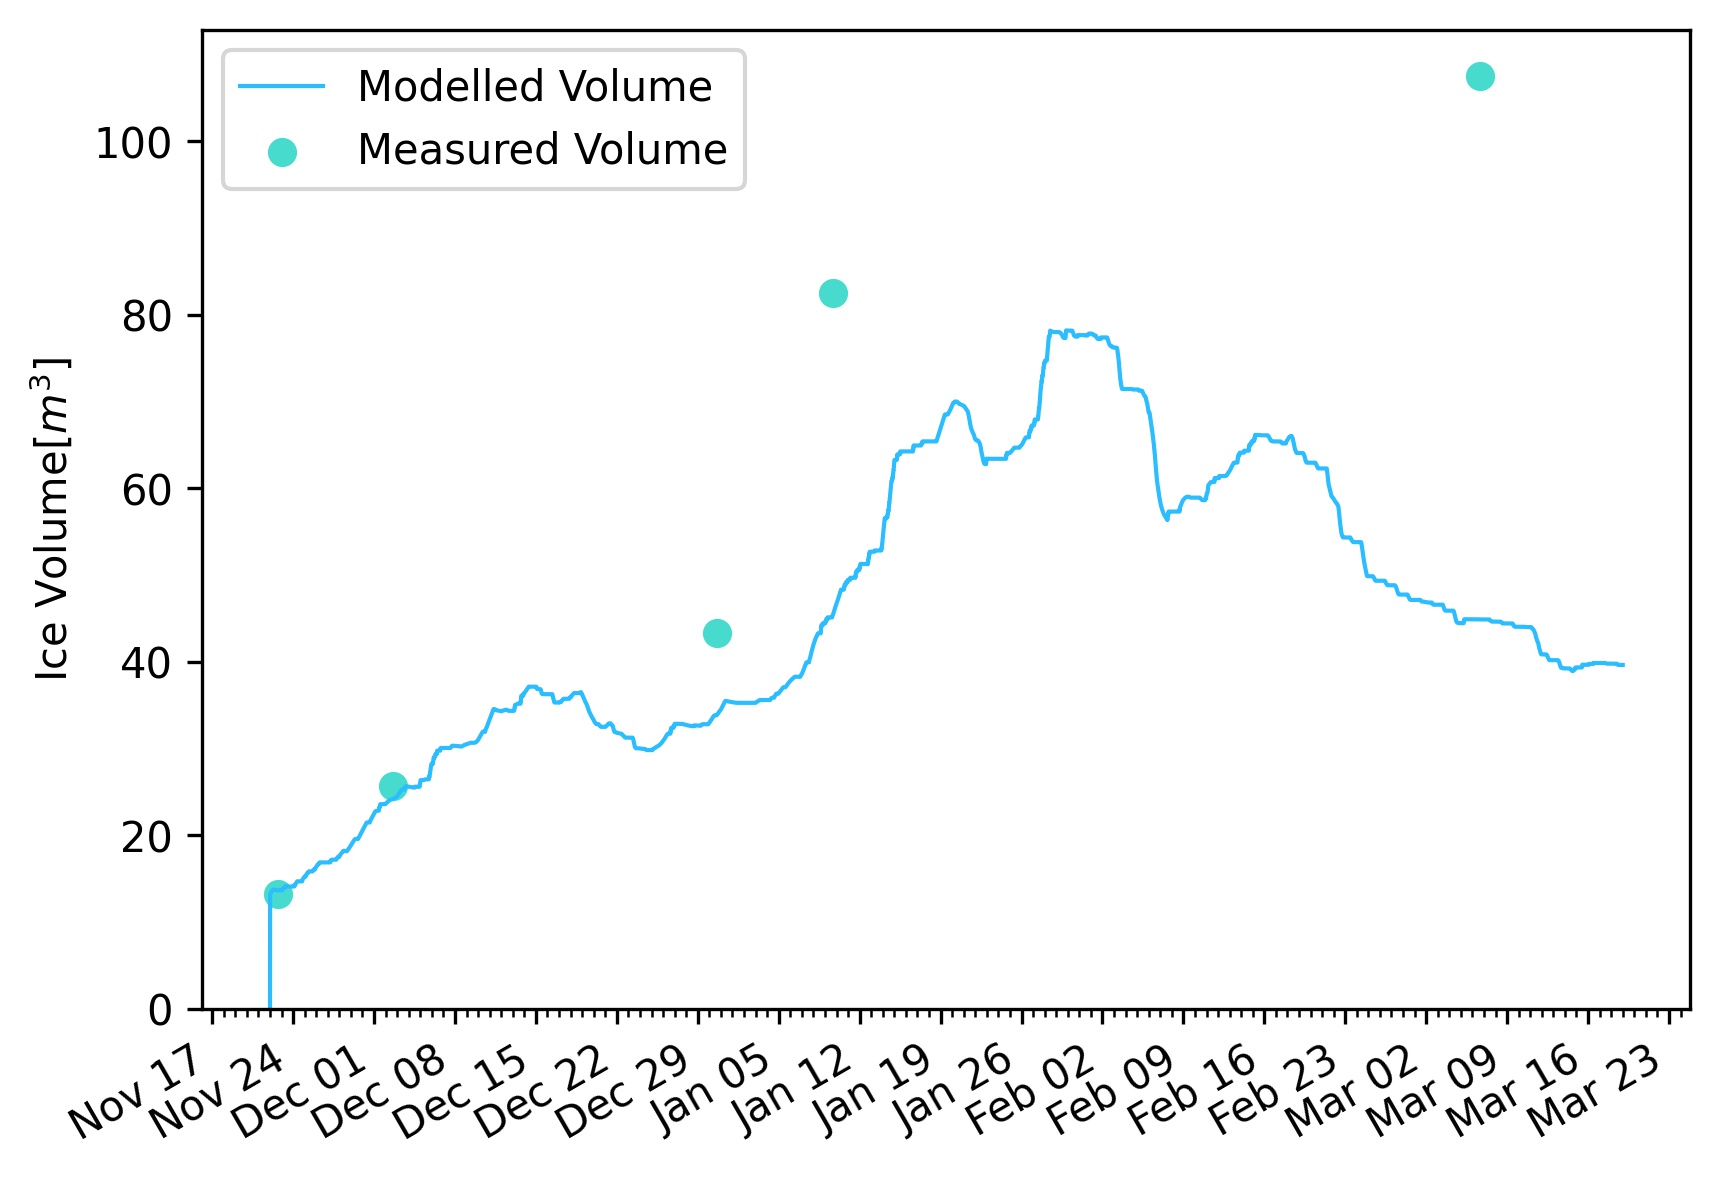 Modelled Volume
Measured Volume
Ice Volume[m³]
100
80
60
40
20
0
Nov 17
Nov 24
Dec 01
Dec 08
Dec 15
Dec 22
Dec 29
Jan 05
Jan 12
Jan 19
Jan 26
Feb 02
Feb 09
Feb 16
Feb 23
Mar 02
Mar 09
Mar 16
Mar 23